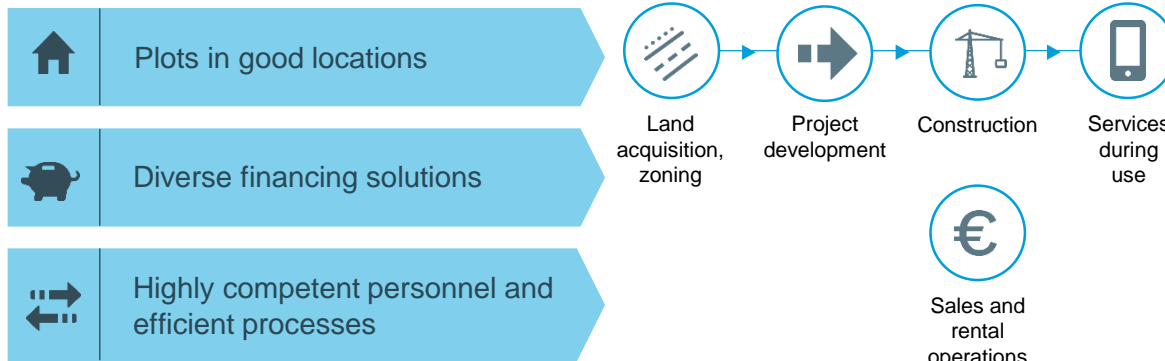 Plots in good locations
Diverse financing solutions
Highly competent personnel and
efficient processes
Land
acquisition,
zoning
Project
development
Construction
Services
during
use
€
Sales and
rental
operations